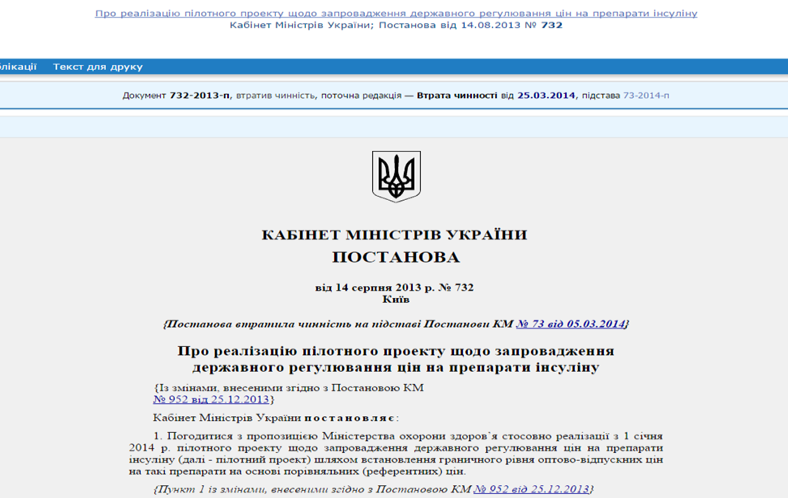 Про реалізацію пілотного проекту щодо запровадження державного регулювання цін на препарати інсуліну
Кабінет Міністрів України; Постанова від 14.08.2013 № 732
Текст для друку
Документ 732-2013-п, втратив чинність, поточна редакція — Втрата чинності від 25.03.2014, підстава 73-2014-п
КАБІНЕТ МІНІСТРІВ УКРАЇНИ
ПОСТАНОВА
від 14 серпня 2013 р. № 732
Київ
{Постанова втратила чинність на підставі Постанови КМ № 73 від 05.03.2014}
Про реалізацію пілотного проекту щодо запровадження
державного регулювання цін на препарати інсуліну
{Із змінами, внесеними згідно з Постановою КМ
№ 952 від 25.12.2013}
Кабінет Міністрів України постановляє:
1. Погодитися з пропозицією Міністерства охорони здоров’я стосовно реалізації з 1 січня
2014 р. пілотного проекту щодо запровадження державного регулювання цін на препарати
інсуліну (далі - пілотний проект) шляхом встановлення граничного рівня оптово-відпускних цін
на такі препарати на основі порівняльних (референтних) цін.
{Пункт 1 із змінами, внесеними згідно з Постановою КМ № 952 від 25.12.2013}